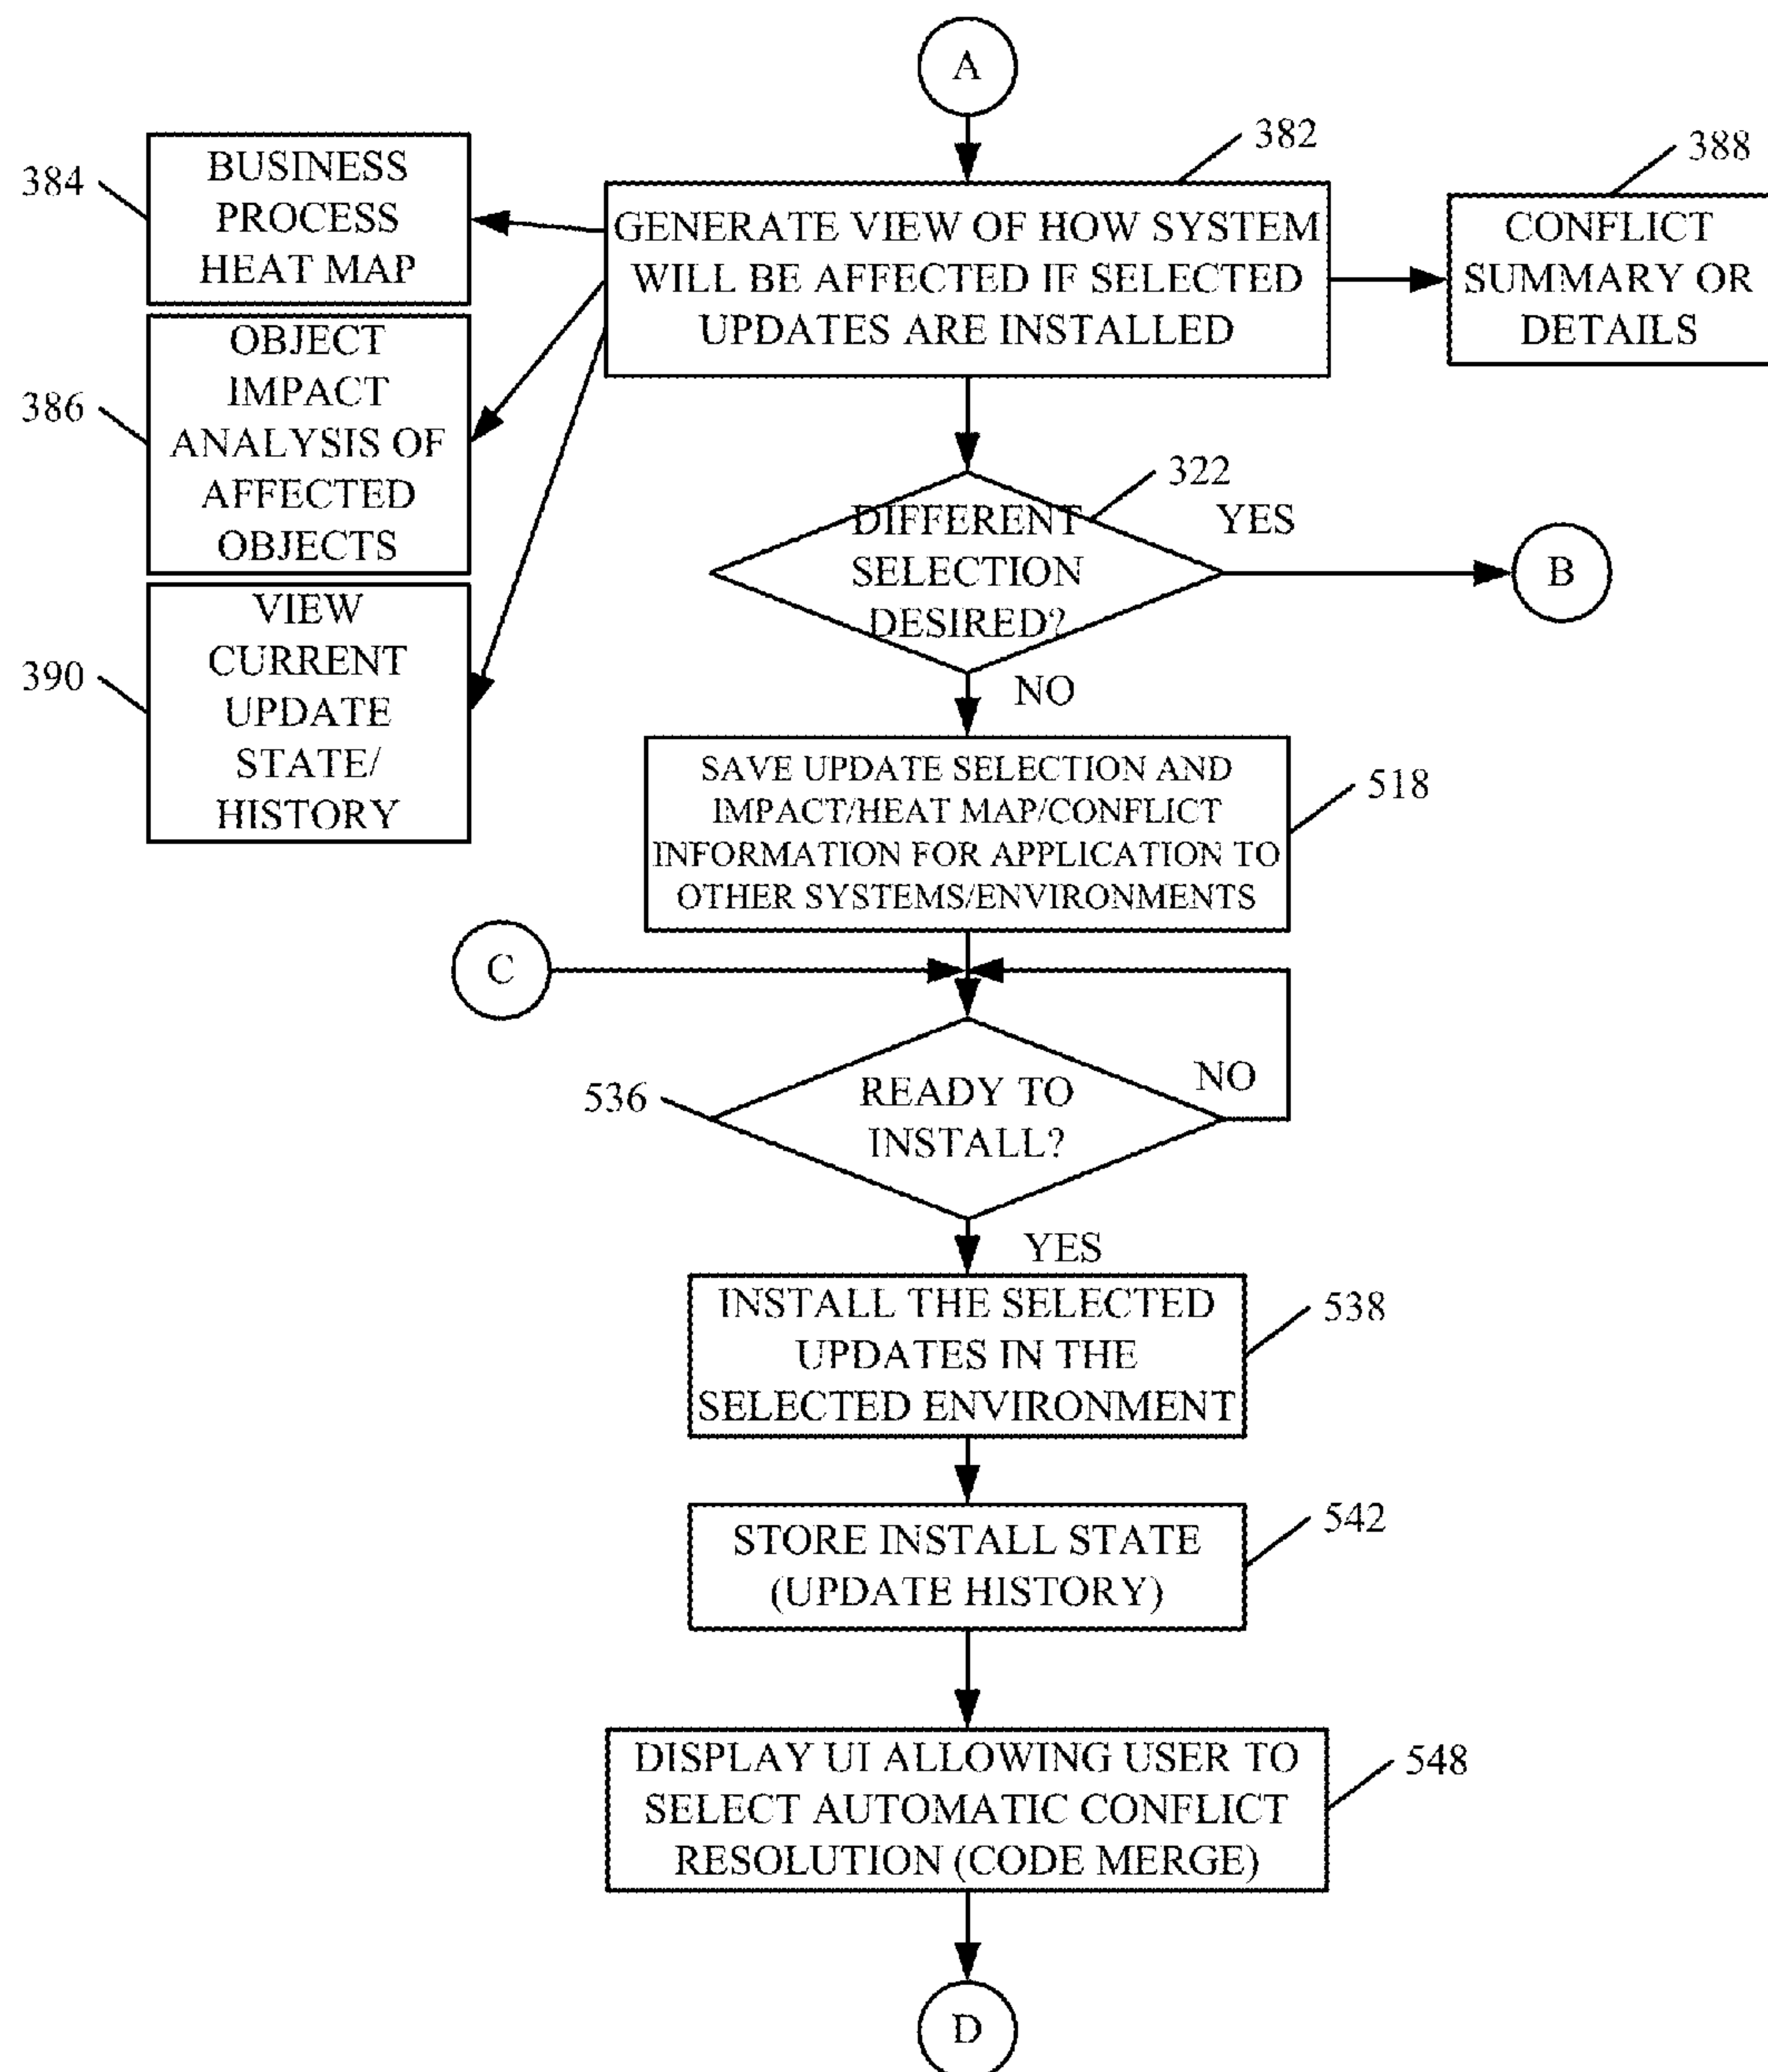 A
382
388
384
BUSINESS
PROCESS
HEAT MAP
GENERATE VIEW OF HOW SYSTEM
WILL BE AFFECTED IF SELECTED
UPDATES ARE INSTALLED
CONFLICT
SUMMARY OR
DETAILS
386
OBJECT
IMPACT
ANALYSIS OF
AFFECTED
OBJECTS
322
DIFFERENT
SELECTION
DESIRED?
YES
B
390
VIEW
CURRENT
UPDATE
STATE/
HISTORY
NO
SAVE UPDATE SELECTION AND
IMPACT/HEAT MAP/CONFLICT
INFORMATION FOR APPLICATION TO
OTHER SYSTEMS/ENVIRONMENTS
518
C
536
READY TO
INSTALL?
NO
YES
INSTALL THE SELECTED
UPDATES IN THE
SELECTED ENVIRONMENT
538
STORE INSTALL STATE
(UPDATE HISTORY)
542
DISPLAY UI ALLOWING USER TO
SELECT AUTOMATIC CONFLICT
RESOLUTION (CODE MERGE)
548
D